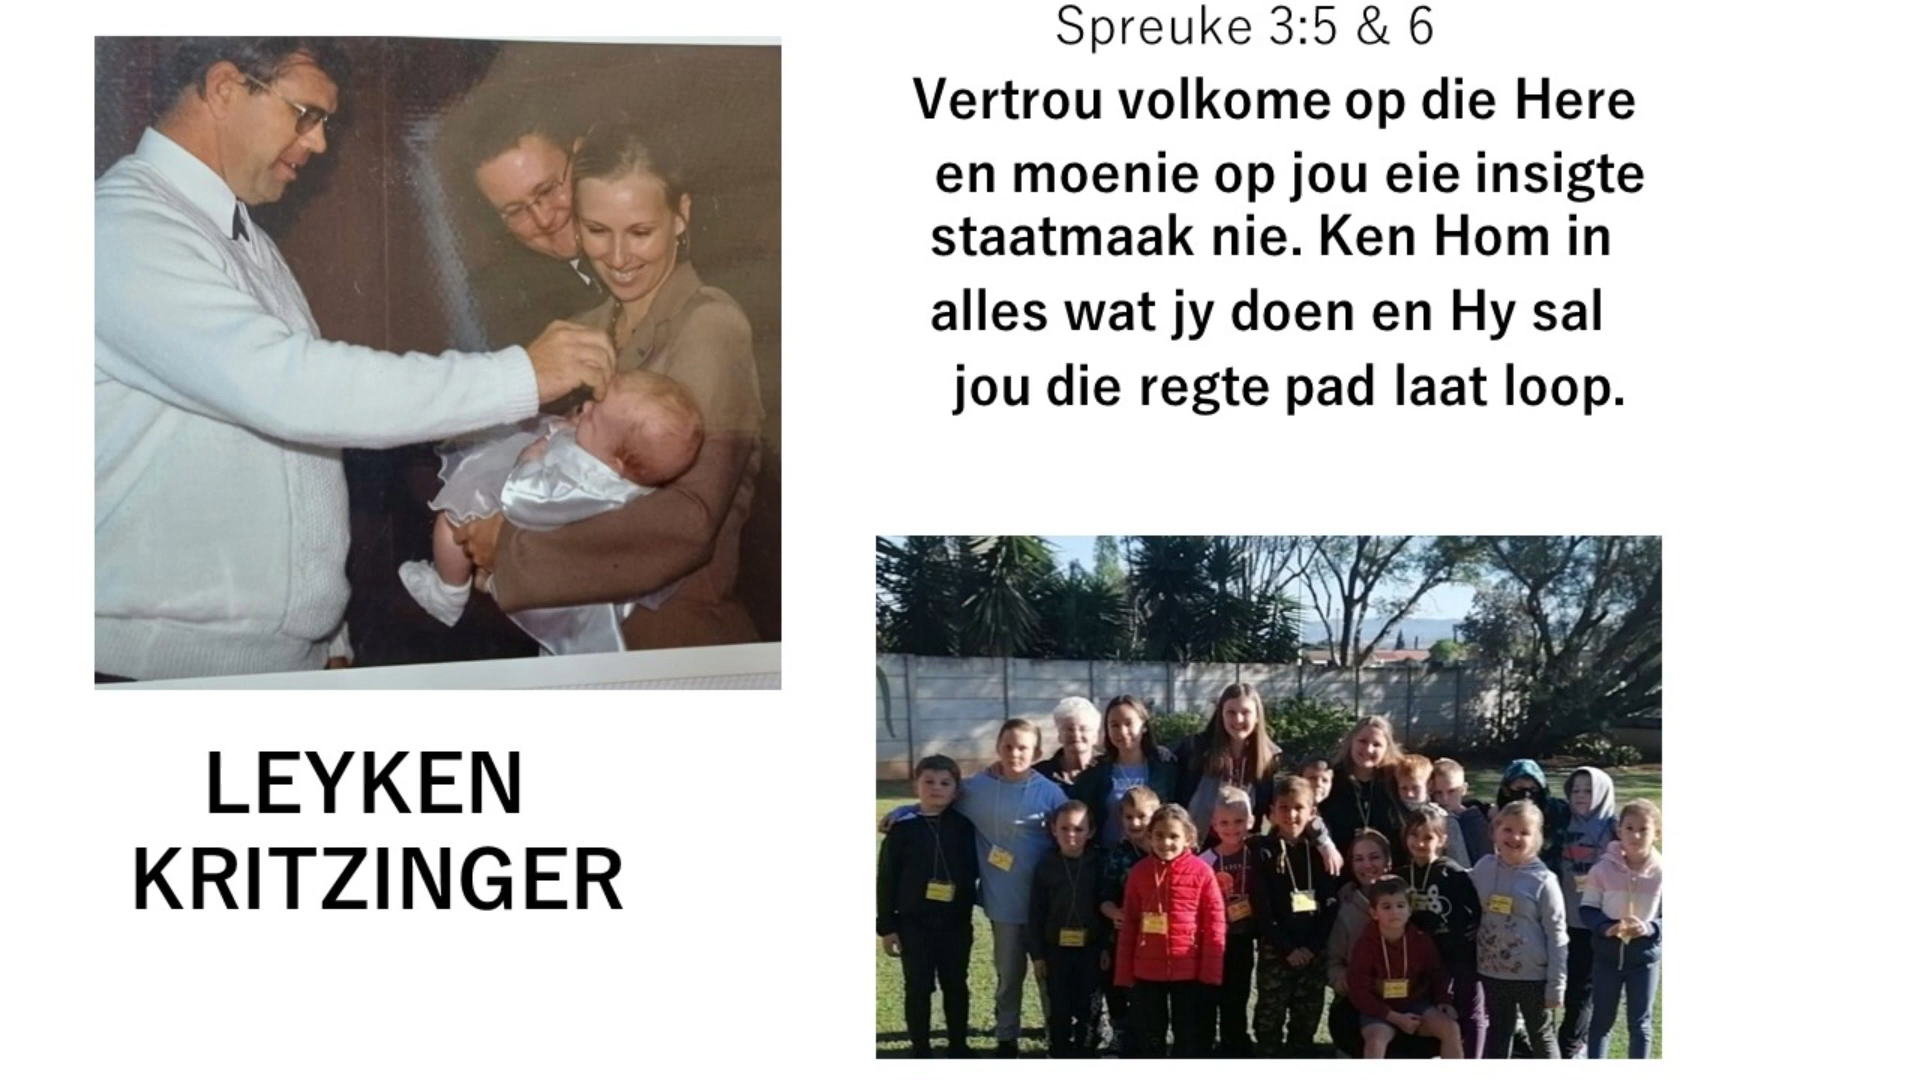 LEYKEN
KRITZINGER
Spreuke 3:5 & 6
Vertrou volkome op die Here
en moenie op jou eie insigte
staatmaak nie. Ken Hom in
alles wat jy doen en Hy sal
jou die regte pad laat loop.